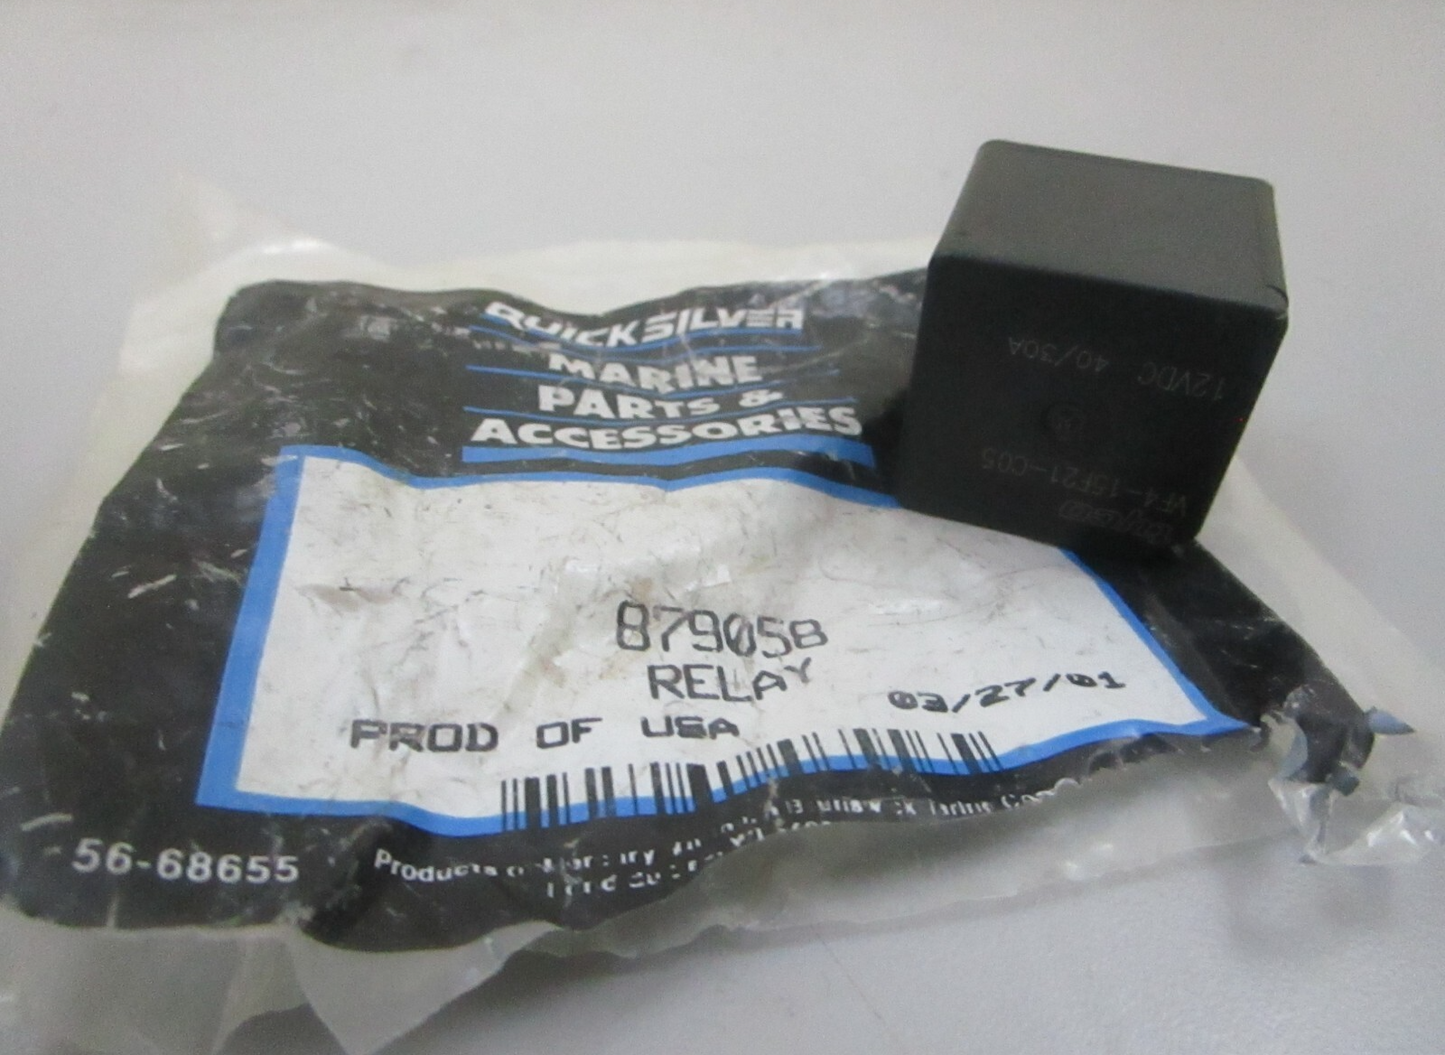 QUICKSILVER
MARINE
PARTS &
ACCESSORIES
879058
RELAY
03/27/01
PROD OF USA
56-68655
Products
12VDC 40/30A
VF4-15F21-C05